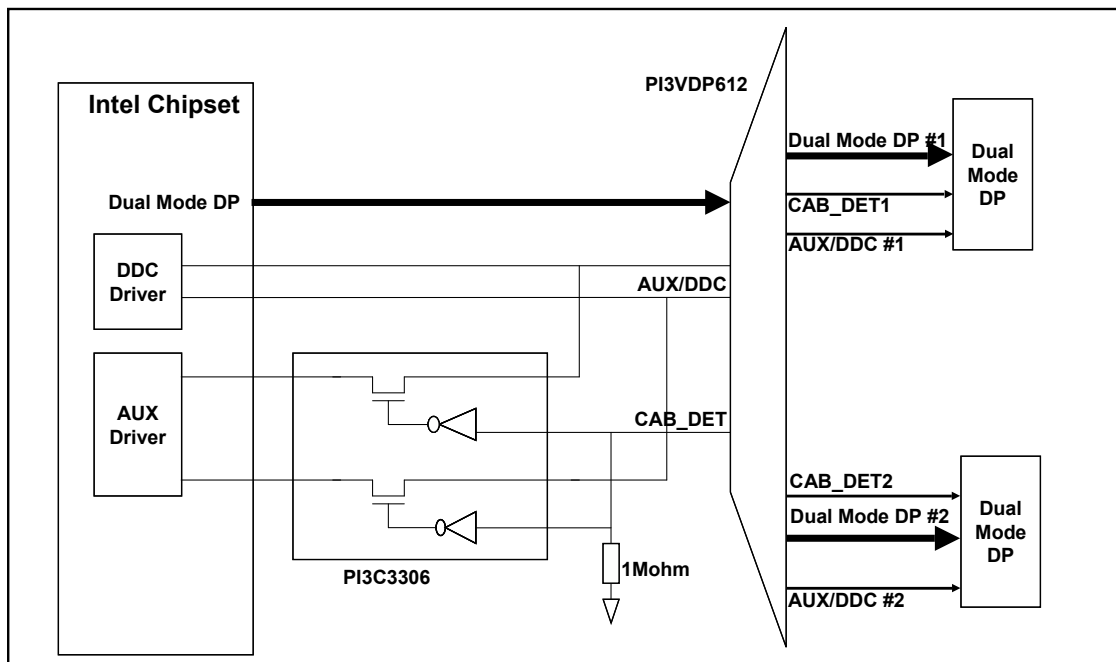 Intel Chipset
Dual Mode DP
DDC
Driver
AUX
Driver
AUX/DDC
CAB_DET
PI3C3306
1Mohm
PI3VDP612
Dual Mode DP #1
CAB_DET1
AUX/DDC #1
Dual
Mode
DP
CAB_DET2
Dual Mode DP #2
AUX/DDC #2
Dual
Mode
DP